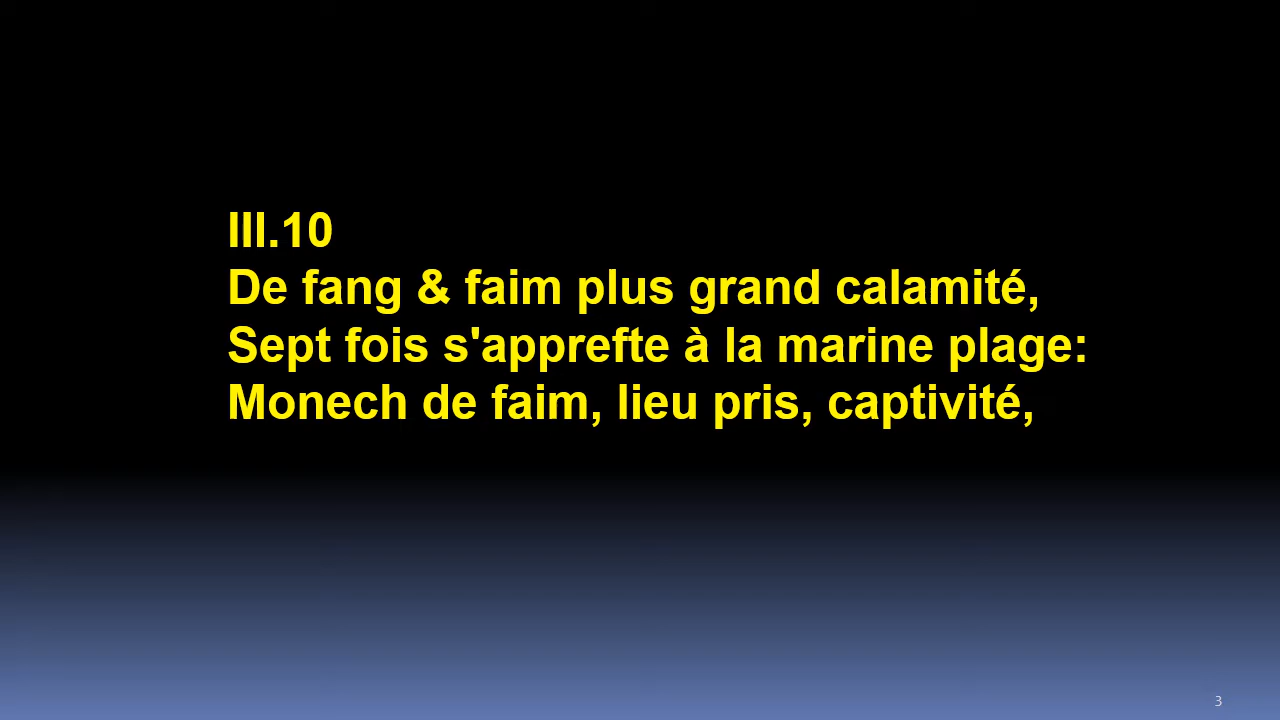 III.10
De fang & faim plus grand calamité,
Sept fois s'apprefte à la marine plage:
Monech de faim, lieu pris, captivité,
3